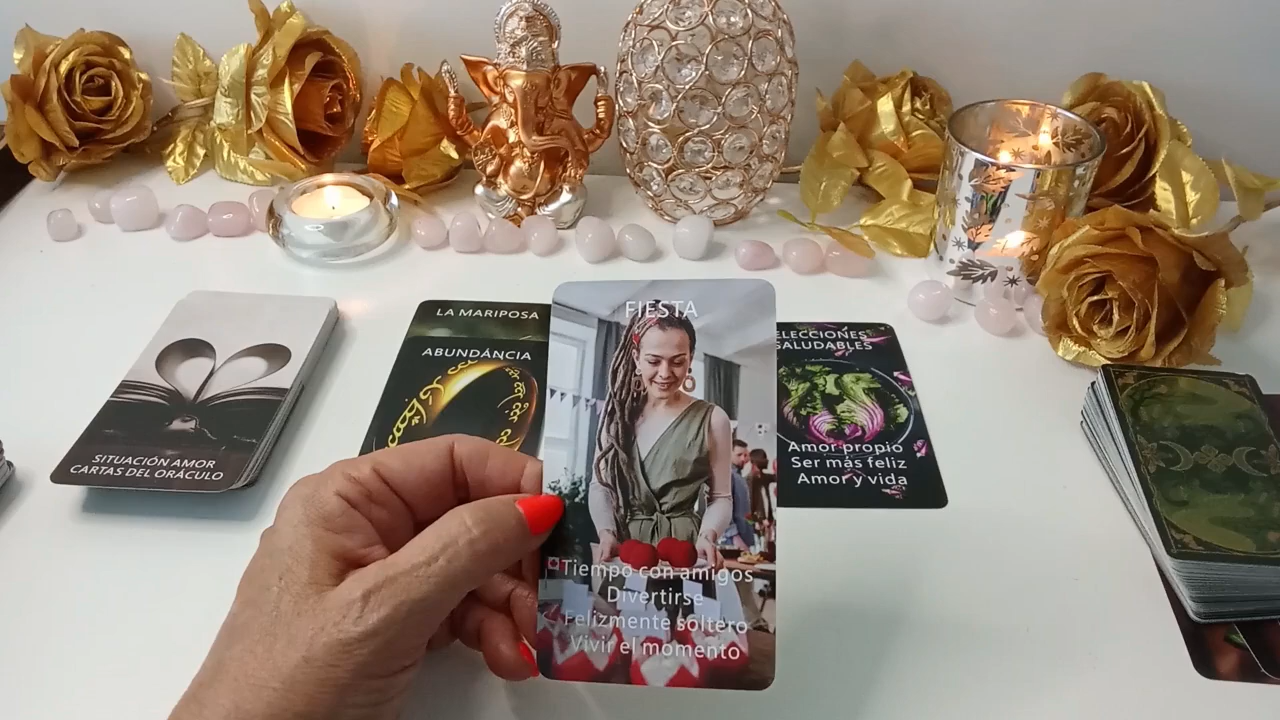 LA MARIPOSA
ABUNDÁNCIA
SITUACIÓN AMOR
CARTAS DEL ORÁCULO
FIESTA
Tiempo con amigos
Divertirse
Felizmente soltero
Vivir el momento
ELECCIONES
SALUDABLES
Amor propio
Ser más feliz
Amor y vida